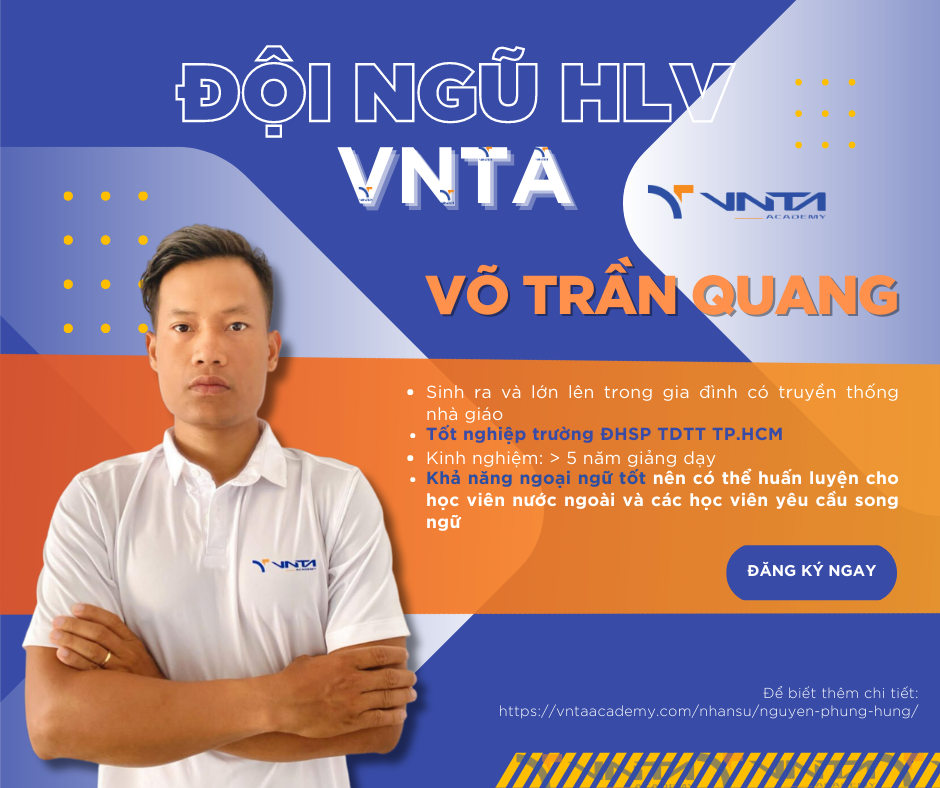 ĐỘI NGŨ HLV
VNTA
VNTA
ACADEMY
VÕ TRẦN QUANG
Sinh ra và lớn lên trong gia đình có truyền thống
nhà giáo
Tốt nghiệp trường ĐHSP TDTT TP.HCM
Kinh nghiệm: > 5 năm giảng dạy
Khả năng ngoại ngữ tốt nên có thể huấn luyện cho
học viên nước ngoài và các học viên yêu cầu song
ngữ
VNTA
ACADEMY
ĐĂNG KÝ NGAY
Để biết thêm chi tiết:
https://vntaacademy.com/nhansu/nguyen-phung-hung/